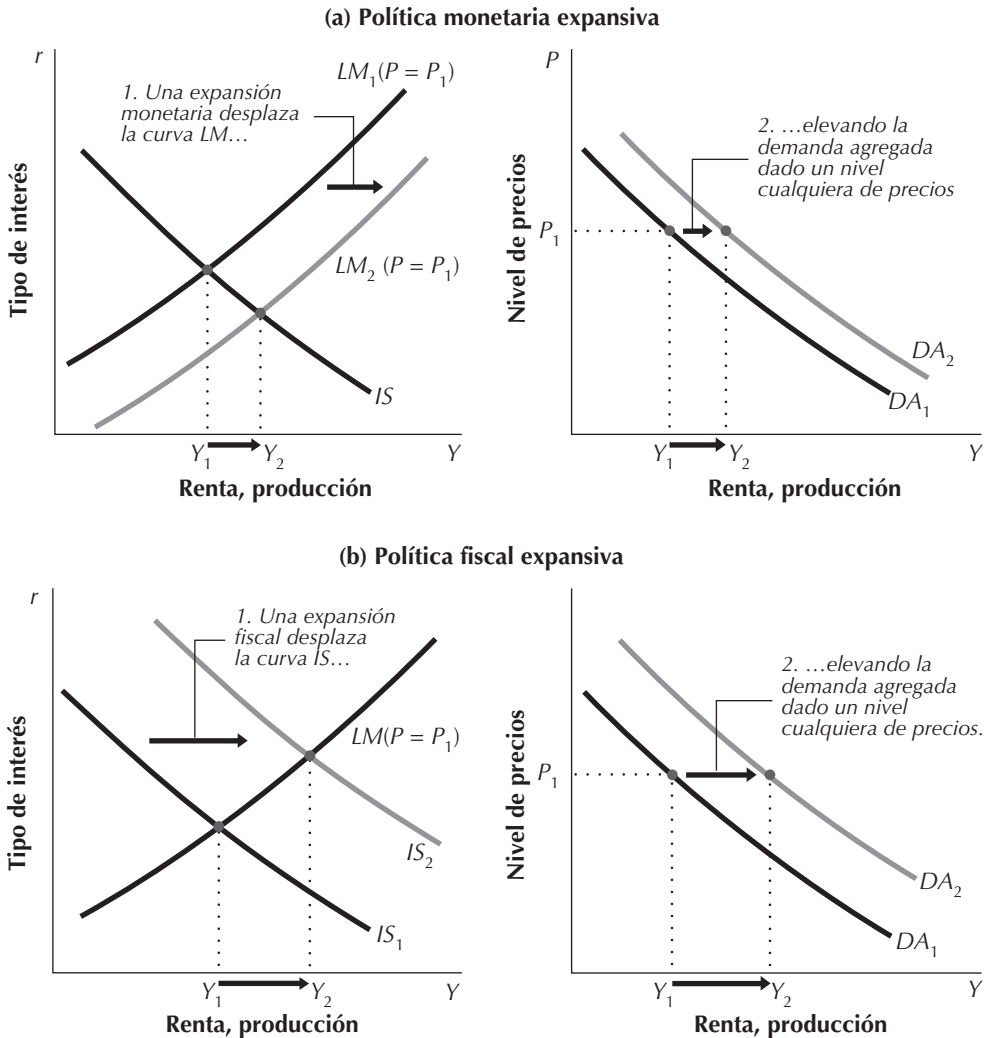 (a) Política monetaria expansiva
r
Tipo de interés
1. Una expansión
monetaria desplaza
la curva LM…
LM₁(P = P₁)
LM₂ (P = P₁)
IS
Y₁
Y₂
Y
Renta, producción
P
Nivel de precios
P₁
2. …elevando la
demanda agregada
dado un nivel
cualquiera de precios
DA₂
DA₁
Y₁
Y₂
Y
Renta, producción
(b) Política fiscal expansiva
r
Tipo de interés
1. Una expansión
fiscal desplaza
la curva IS…
LM(P = P₁)
IS₂
IS₁
Y₁
Y₂
Y
Renta, producción
Nivel de precios
P₁
2. …elevando la
demanda agregada
dado un nivel
cualquiera de precios.
DA₂
DA₁
Y₁
Y₂
Y
Renta, producción